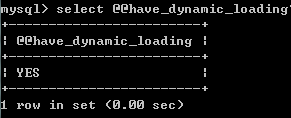 mysql> select @@have_dynamic_loading
+------------------------+
| @@have_dynamic_loading |
+------------------------+
| YES                    |
+------------------------+
1 row in set (0.00 sec)